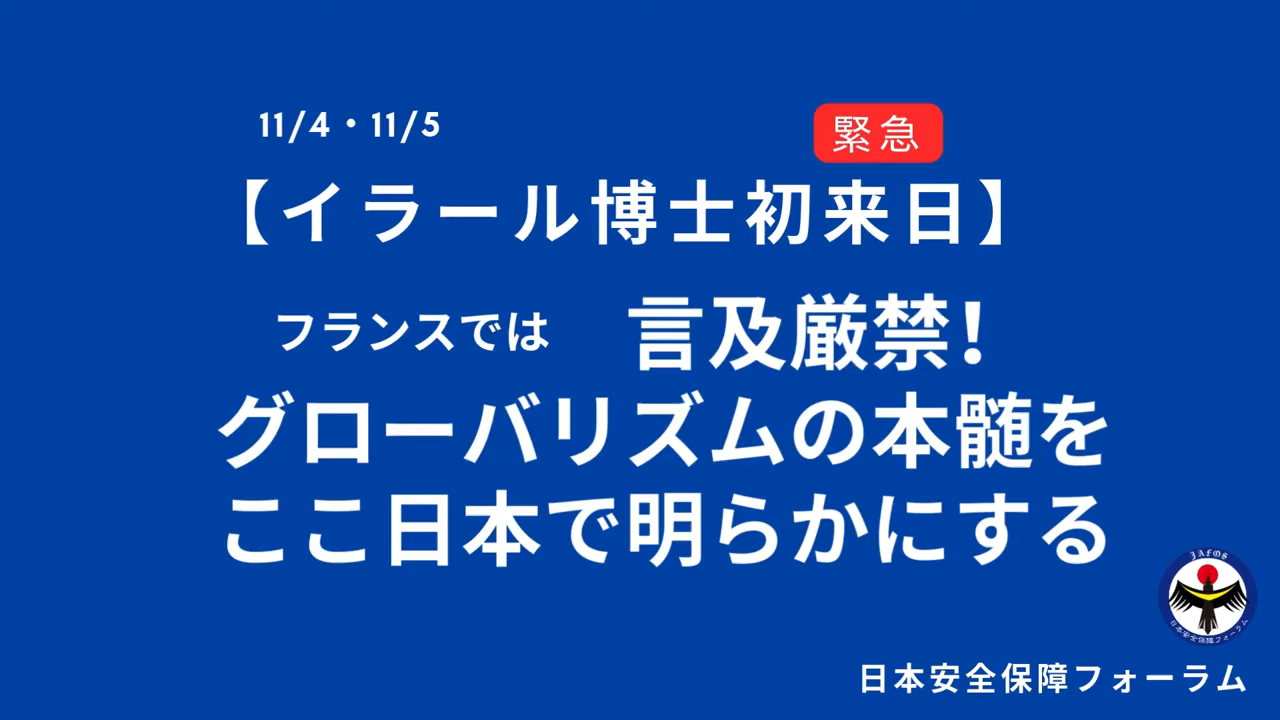 11/4・11/5
緊急
【イラール博士初来日】
フランスでは 言及厳禁！
グローバリズムの本髄を
ここ日本で明らかにする
JAFOS
日本安全保障フォーラム
日本安全保障フォーラム